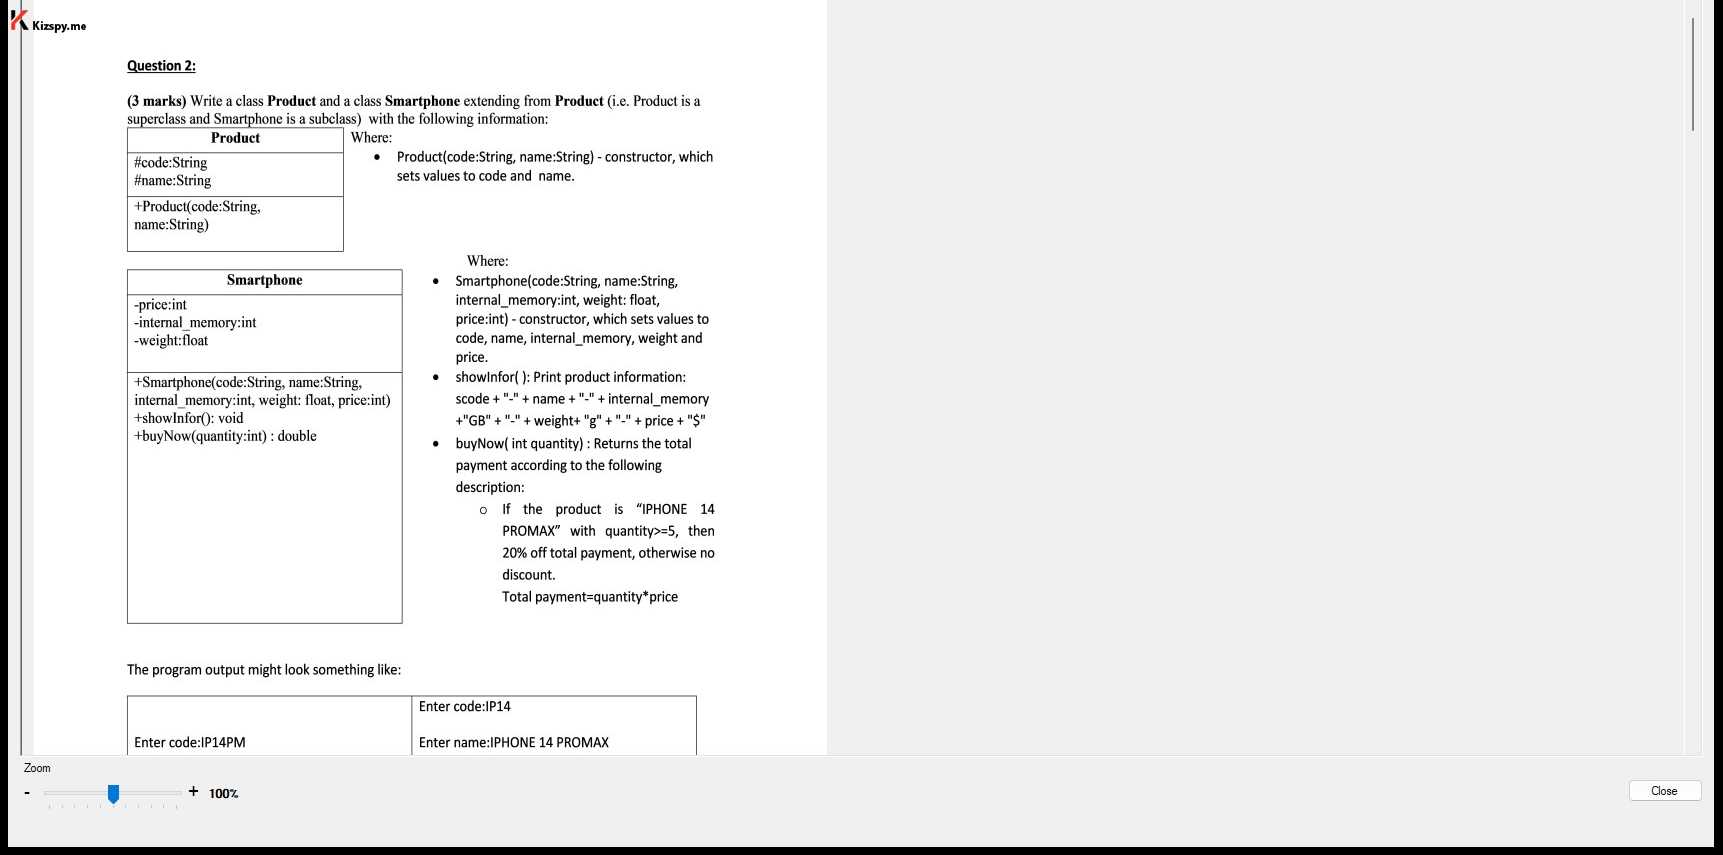 Kizspy.me
Question 2:
(3 marks) Write a class Product and a class Smartphone extending from Product (i.e. Product is a
superclass and Smartphone is a subclass) with the following information:
Product
#code:String
#name:String
+Product(code:String,
name:String)
Where:
• Product(code:String, name:String) - constructor, which
sets values to code and name.
Smartphone
-price:int
-internal_memory:int
-weight:float
+Smartphone(code:String, name:String,
internal_memory:int, weight: float, price:int)
+showInfor(): void
+buyNow(quantity:int) : double
Where:
• Smartphone(code:String, name:String,
internal_memory:int, weight: float,
price:int) - constructor, which sets values to
code, name, internal_memory, weight and
price.
• showInfor( ): Print product information:
scode + "-" + name + "-" + internal_memory
+"GB" + "-" + weight+ "g" + "-" + price + "$"
• buyNow( int quantity) : Returns the total
payment according to the following
description:
o If the product is “IPHONE 14
PROMAX” with quantity>=5, then
20% off total payment, otherwise no
discount.
Total payment=quantity*price
The program output might look something like:
Enter code:IP14PM
Enter code:IP14
Enter name:IPHONE 14 PROMAX
Zoom
- + 100%
Close